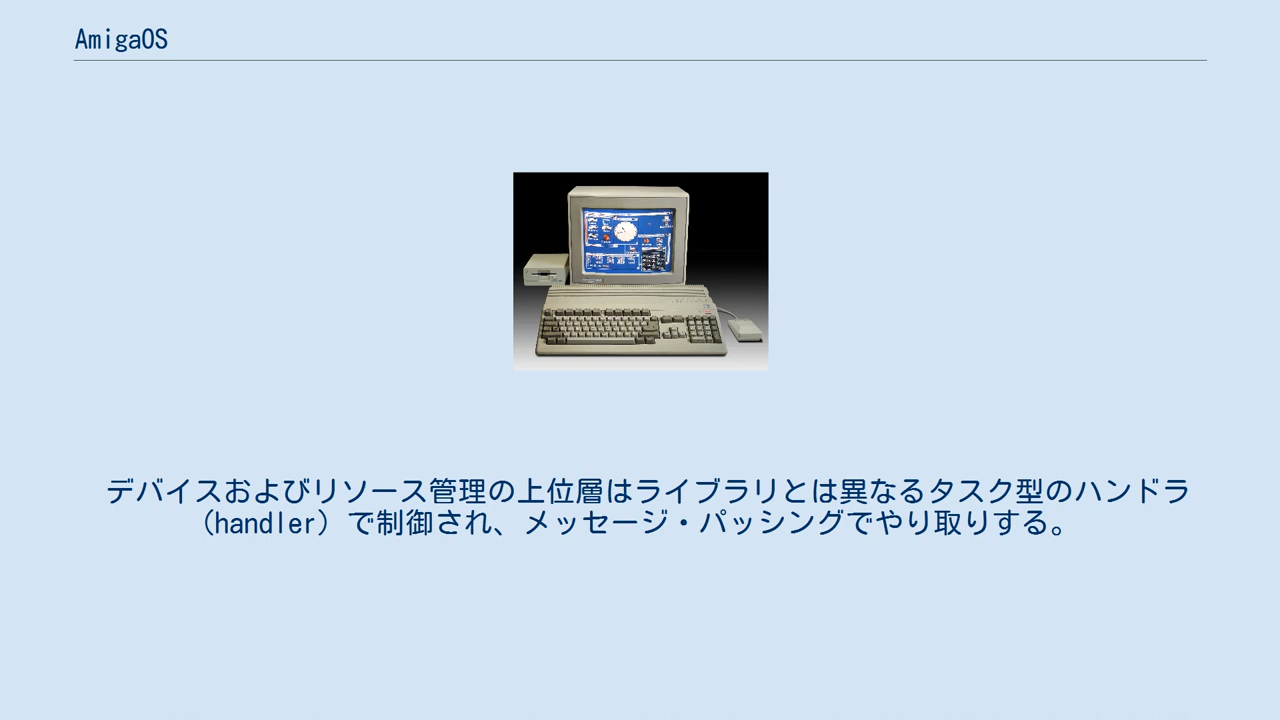 AmigaOS
デバイスおよびリソース管理の上位層はライブラリとは異なるタスク型のハンドラ
（handler）で制御され、メッセージ・パッシングでやり取りする。